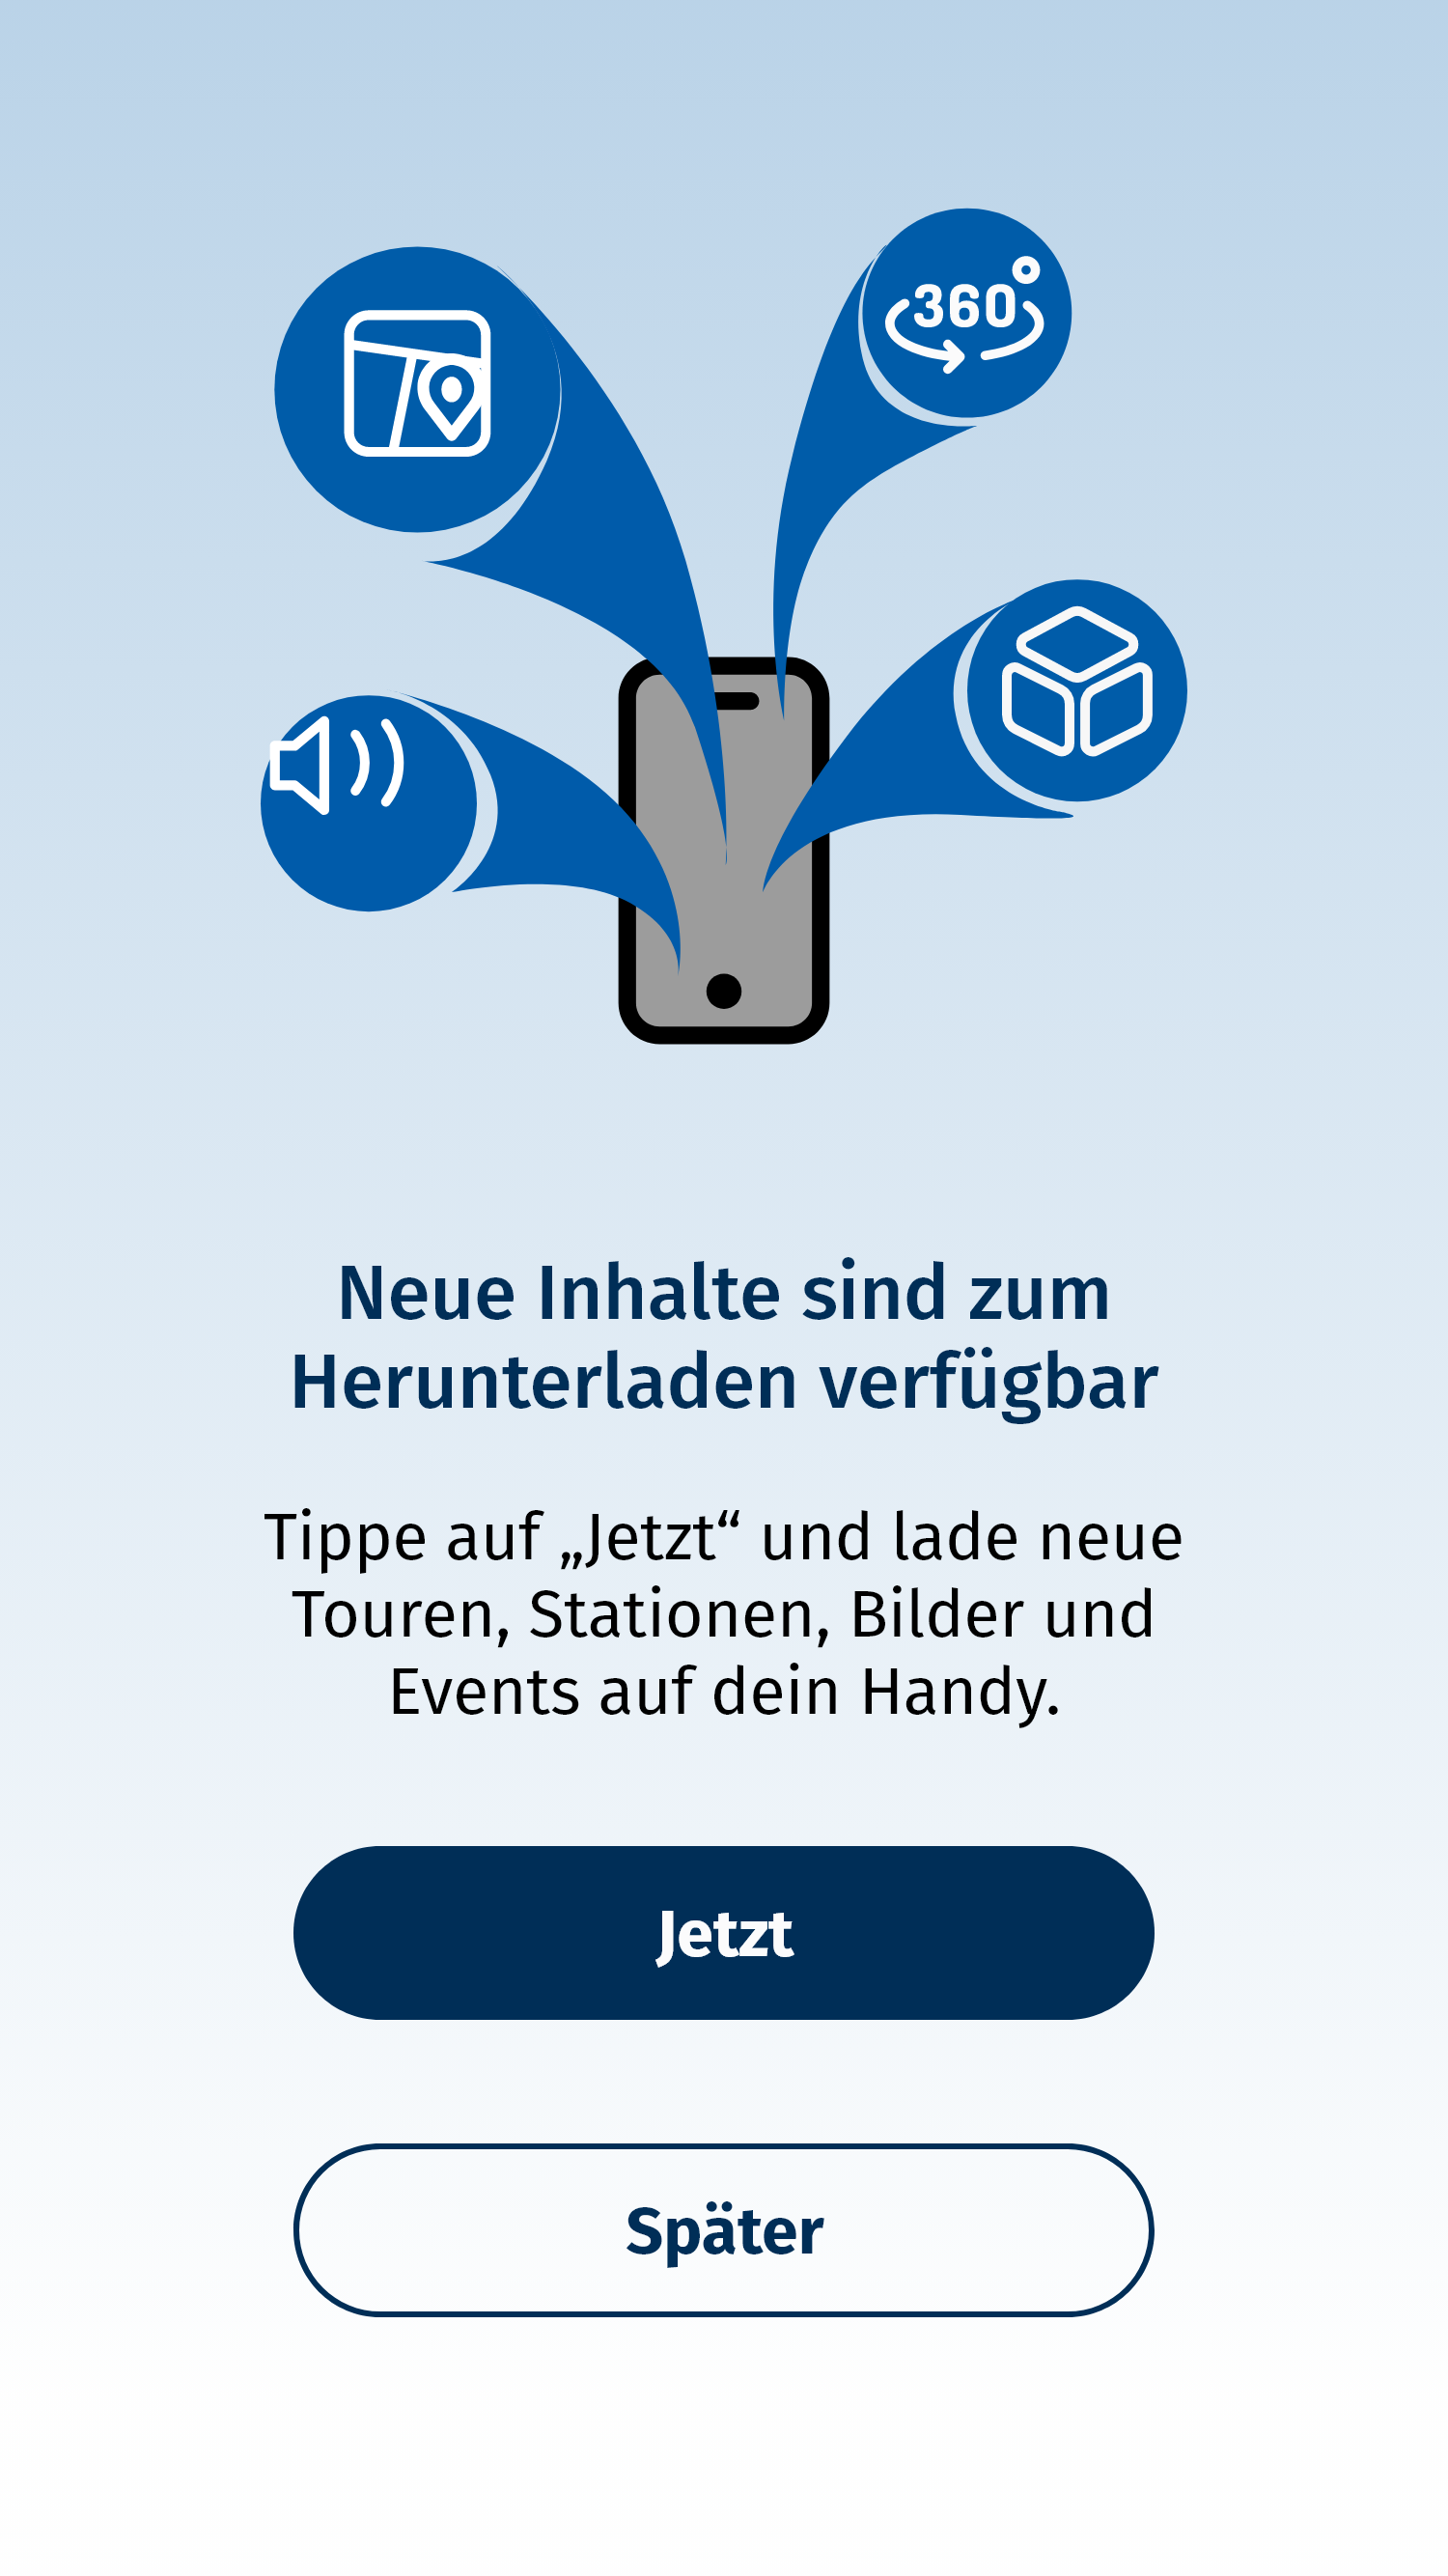 360°
Neue Inhalte sind zum
Herunterladen verfügbar
Tippe auf „Jetzt“ und lade neue
Touren, Stationen, Bilder und
Events auf dein Handy.
Jetzt
Später